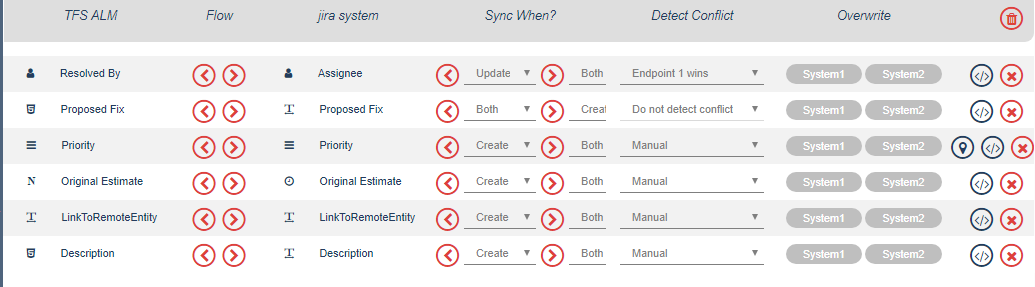 TFS ALM Flow jira system Sync When? Detect Conflict Overwrite
Resolved By Assignee Update Both Endpoint 1 wins System1 System2
Proposed Fix Proposed Fix Both Creat Do not detect conflict System1 System2
Priority Priority Create Both Manual System1 System2
N Original Estimate Original Estimate Create Both Manual System1 System2
T LinkToRemoteEntity T LinkToRemoteEntity Create Both Manual System1 System2
Description T Description Create Both Manual System1 System2